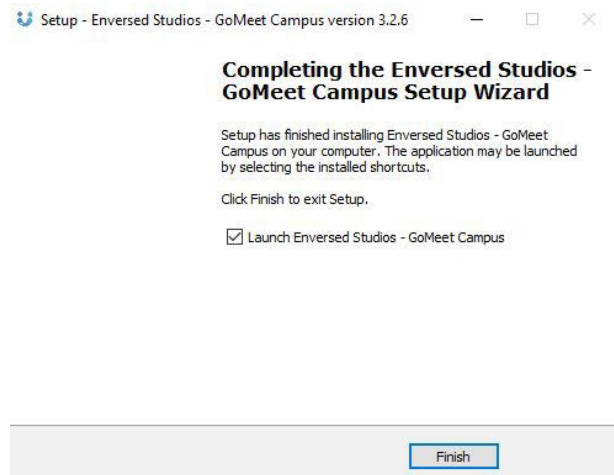 Setup - Enversed Studios - GoMeet Campus version 3.2.6
Completing the Enversed Studios -
GoMeet Campus Setup Wizard
Setup has finished installing Enversed Studios - GoMeet
Campus on your computer. The application may be launched
by selecting the installed shortcuts.
Click Finish to exit Setup.
Launch Enversed Studios - GoMeet Campus
Finish